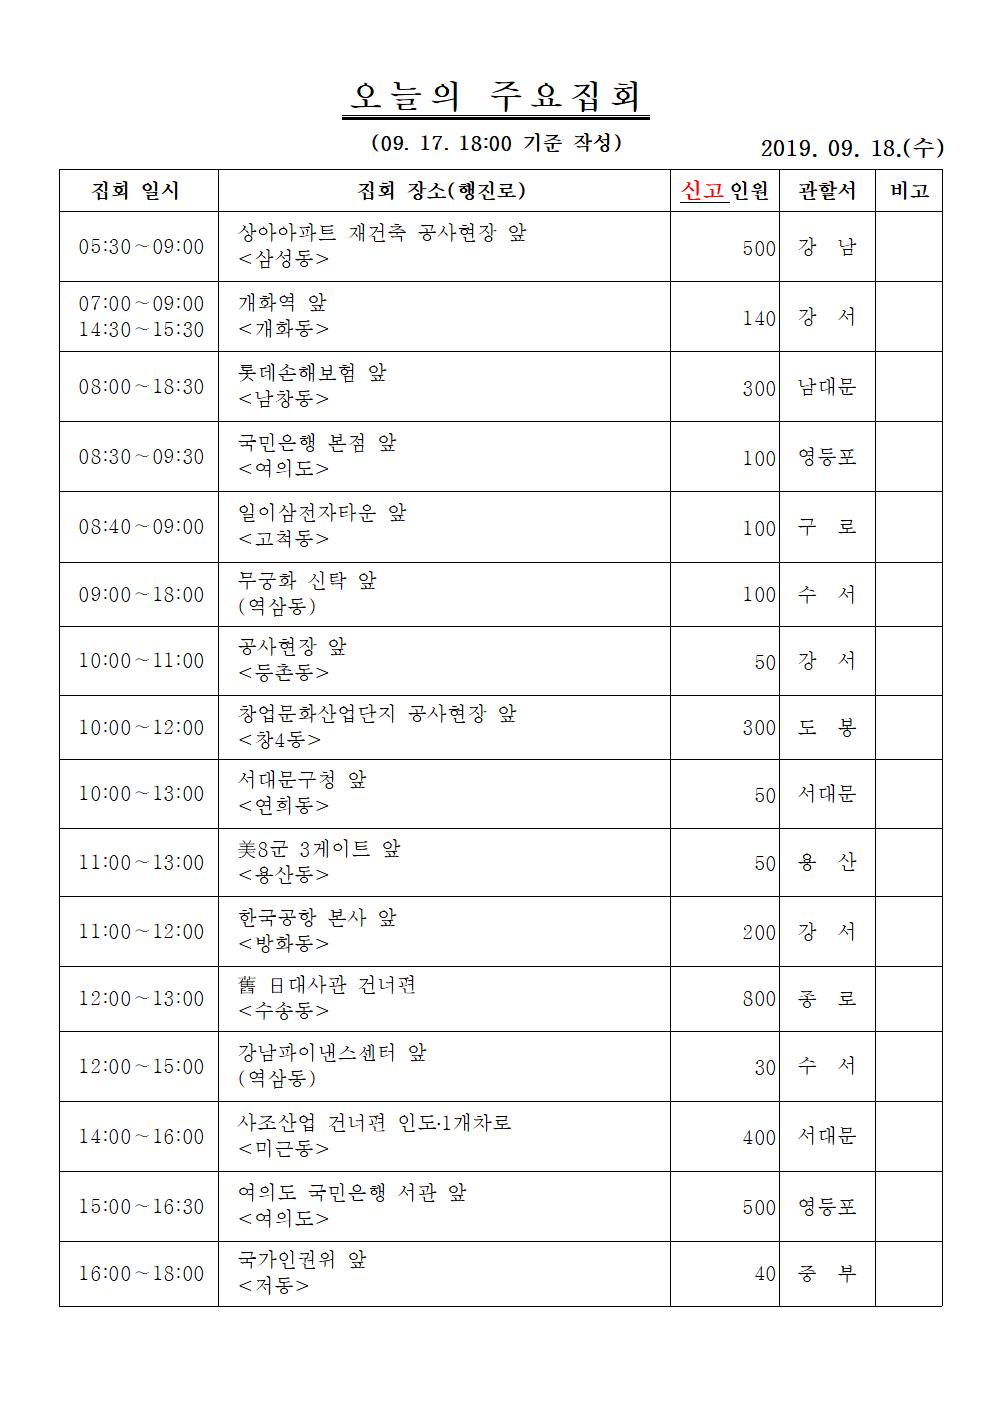 오늘의 주요집회
(09. 17. 18:00 기준 작성)
2019. 09. 18.(수)
집회 일시 집회 장소(행진로) 신고인원 관할서 비고
05:30~09:00 상아아파트 재건축 공사현장 앞 500 강 남
<삼성동>
07:00~09:00 개화역 앞 140 강 서
14:30~15:30 <개화동>
08:00~18:30 롯데손해보험 앞 300 남대문
<남창동>
08:30~09:30 국민은행 본점 앞 100 영등포
<여의도>
08:40~09:00 일이삼전자타운 앞 100 구 로
<고척동>
09:00~18:00 무궁화 신탁 앞 100 수 서
(역삼동)
10:00~11:00 공사현장 앞 50 강 서
<등촌동>
10:00~12:00 창업문화산업단지 공사현장 앞 300 도 봉
<창4동>
10:00~13:00 서대문구청 앞 50 서대문
<연희동>
11:00~13:00 美8군 3게이트 앞 50 용 산
<용산동>
11:00~12:00 한국공항 본사 앞 200 강 서
<방화동>
12:00~13:00 舊 日대사관 건너편 800 종 로
<수송동>
12:00~15:00 강남파이낸스센터 앞 30 수 서
(역삼동)
14:00~16:00 사조산업 건너편 인도·1개차로 400 서대문
<미근동>
15:00~16:30 여의도 국민은행 서관 앞 500 영등포
<여의도>
16:00~18:00 국가인권위 앞 40 중 부
<저동>